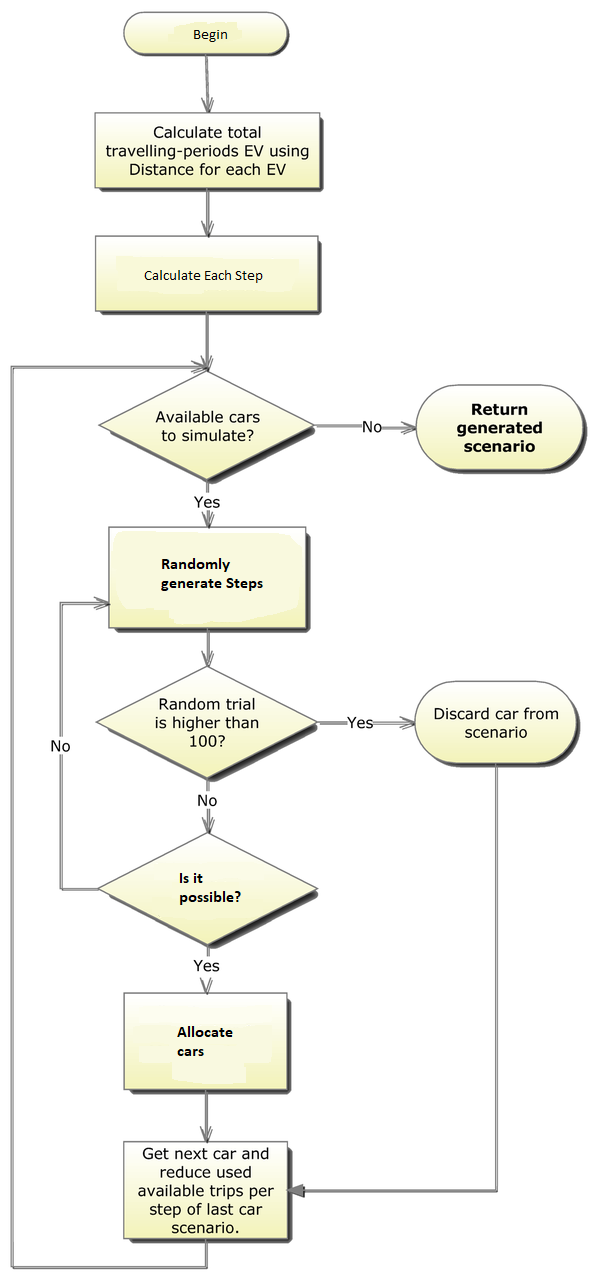 Begin
Calculate total
travelling-periods EV using
Distance for each EV
Calculate Each Step
Available cars
to simulate?
No
Return
generated
scenario
Yes
Randomly
generate Steps
Random trial
is higher than
100?
Yes
Discard car from
scenario
No
No
Is it
possible?
Yes
Allocate
cars
Get next car and
reduce used
available trips per
step of last car
scenario.